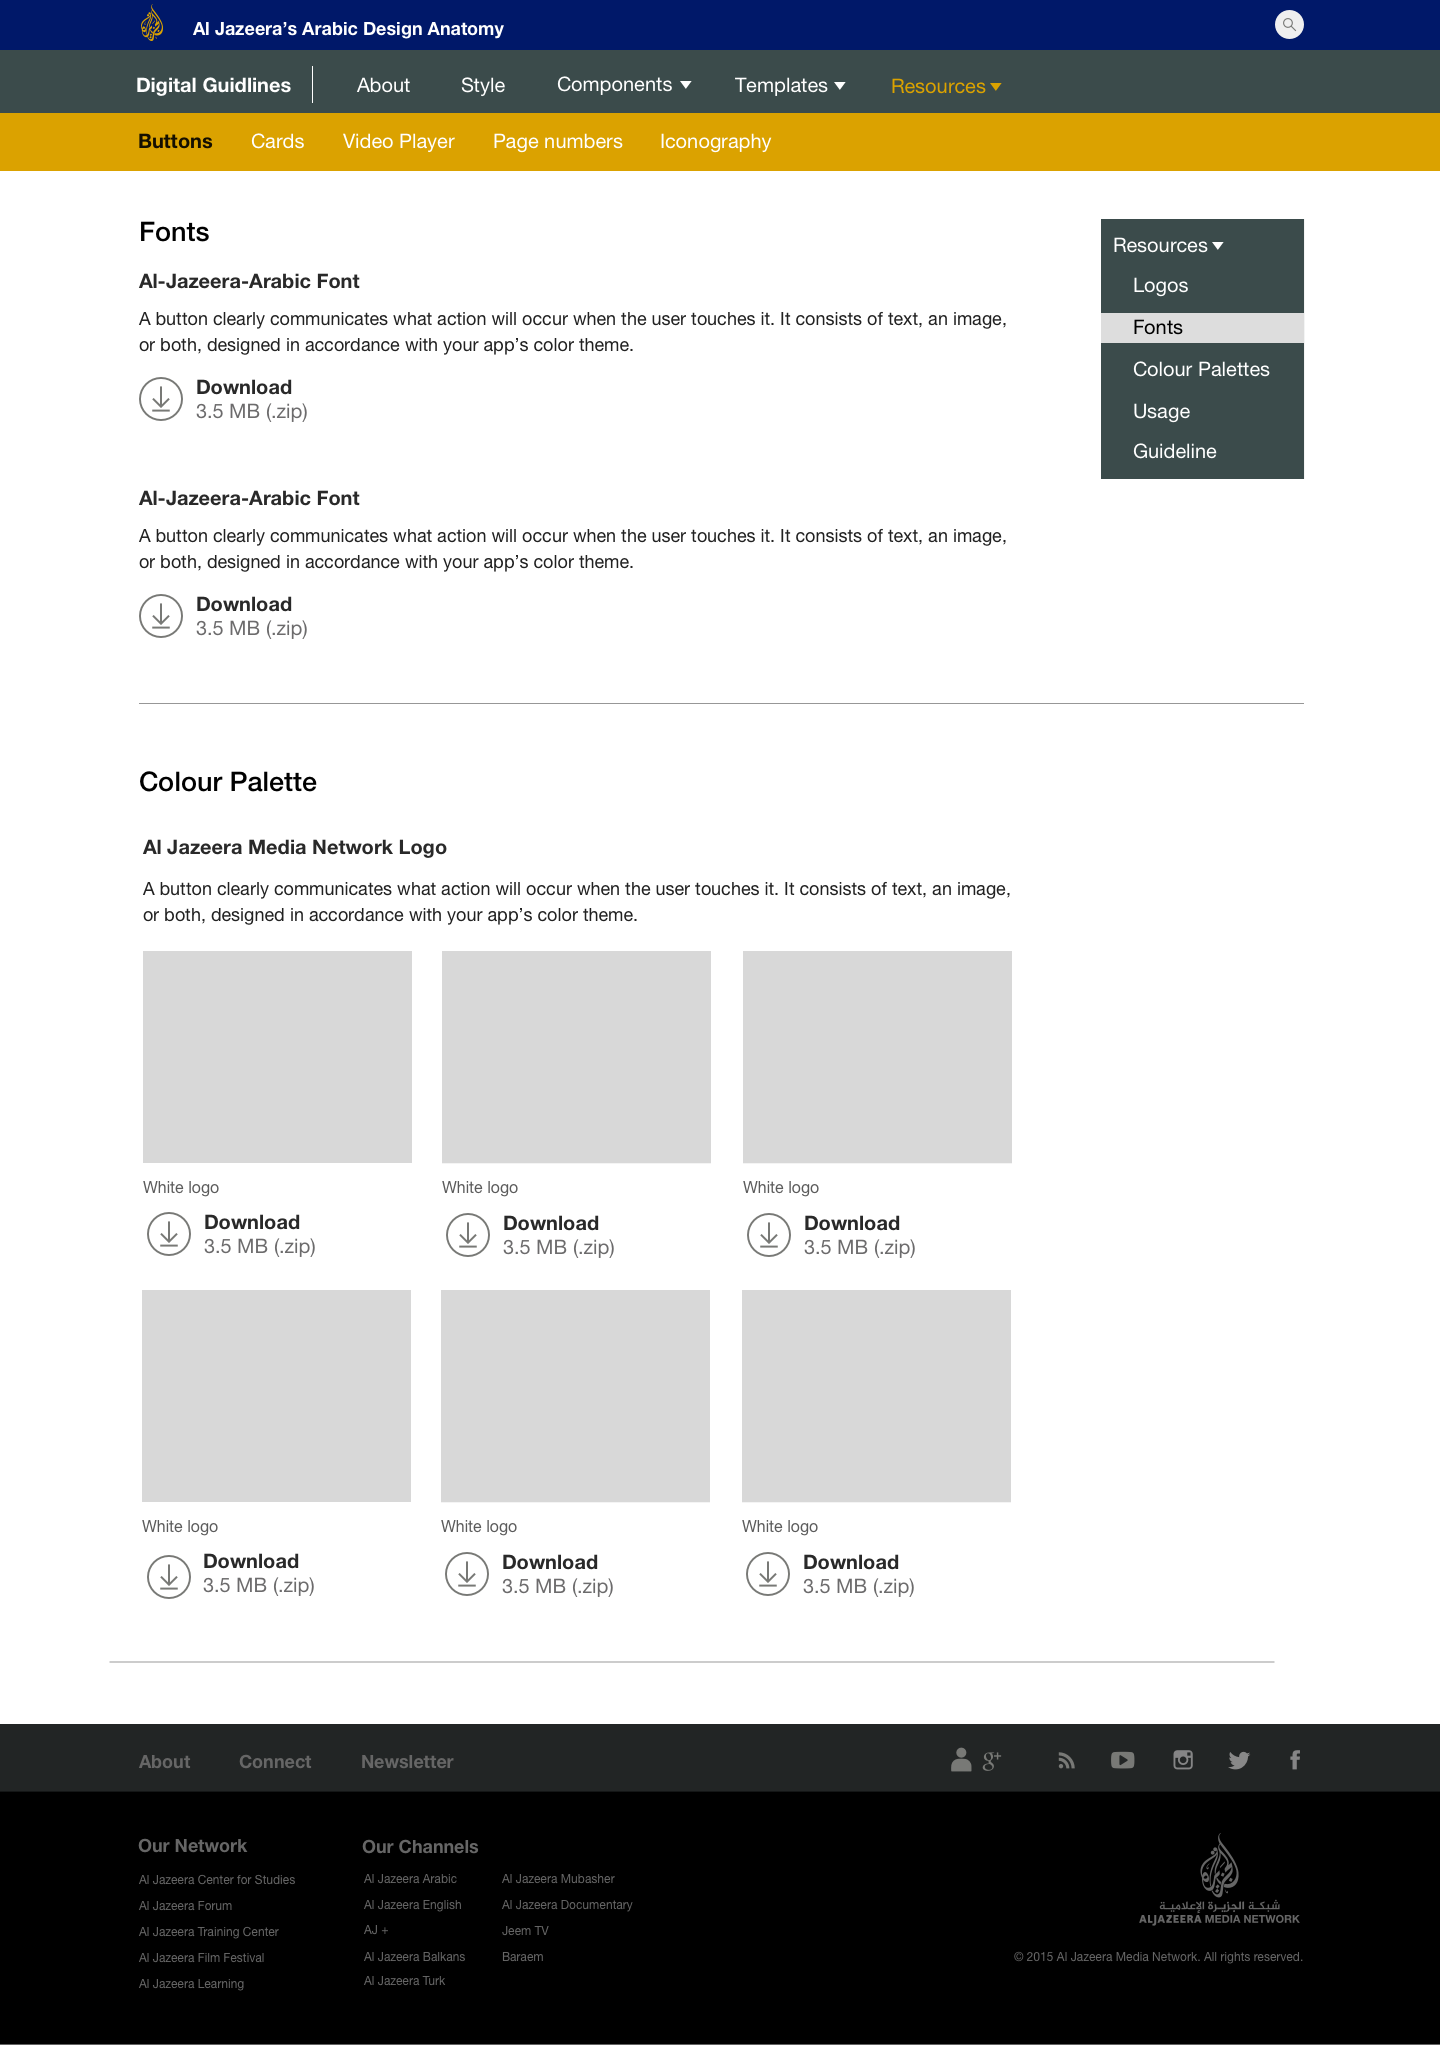 Al Jazeera’s Arabic Design Anatomy
Digital Guidlines
About
Style
Components
Templates
Resources
Buttons
Cards
Video Player
Page numbers
Iconography
Fonts
Al-Jazeera-Arabic Font
A button clearly communicates what action will occur when the user touches it. It consists of text, an image,
or both, designed in accordance with your app’s color theme.
Download
3.5 MB (.zip)
Al-Jazeera-Arabic Font
A button clearly communicates what action will occur when the user touches it. It consists of text, an image,
or both, designed in accordance with your app’s color theme.
Download
3.5 MB (.zip)
Resources
Logos
Fonts
Colour Palettes
Usage
Guideline
Colour Palette
Al Jazeera Media Network Logo
A button clearly communicates what action will occur when the user touches it. It consists of text, an image,
or both, designed in accordance with your app’s color theme.
White logo
Download
3.5 MB (.zip)
White logo
Download
3.5 MB (.zip)
White logo
Download
3.5 MB (.zip)
White logo
Download
3.5 MB (.zip)
White logo
Download
3.5 MB (.zip)
White logo
Download
3.5 MB (.zip)
About
Connect
Newsletter
Our Network
Al Jazeera Center for Studies
Al Jazeera Forum
Al Jazeera Training Center
Al Jazeera Film Festival
Al Jazeera Learning
Our Channels
Al Jazeera Arabic
Al Jazeera English
AJ +
Al Jazeera Balkans
Al Jazeera Turk
Al Jazeera Mubasher
Al Jazeera Documentary
Jeem TV
Baraem
شبكة الجزيرة الإعلامية
ALJAZEERA MEDIA NETWORK
© 2015 Al Jazeera Media Network. All rights reserved.